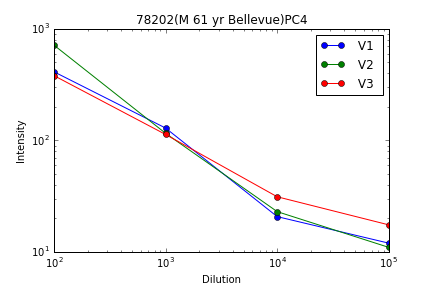 78202(M 61 yr Bellevue)PC4
10³
10²
10¹
Intensity
V1
V2
V3
10² 10³ 10⁴ 10⁵
Dilution